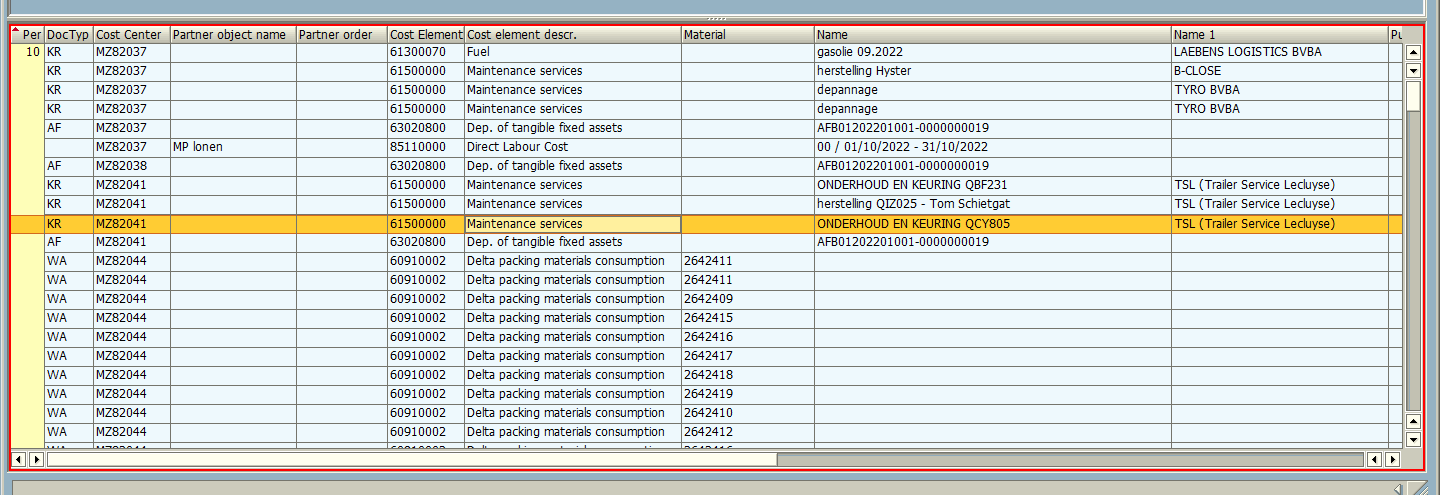 Per DocTyp Cost Center Partner object name Partner order Cost Element Cost element descr. Material Name Name 1 Pu
10 KR MZ82037 61300070 Fuel gasolie 09.2022 LAEBENS LOGISTICS BVBA
KR MZ82037 61500000 Maintenance services herstelling Hyster B-CLOSE
KR MZ82037 61500000 Maintenance services depannage TYRO BVBA
KR MZ82037 61500000 Maintenance services depannage TYRO BVBA
AF MZ82037 63020800 Dep. of tangible fixed assets AFB01202201001-0000000019
MZ82037 MP lonen 85110000 Direct Labour Cost 00 / 01/10/2022 - 31/10/2022
AF MZ82038 63020800 Dep. of tangible fixed assets AFB01202201001-0000000019
KR MZ82041 61500000 Maintenance services ONDERHOUD EN KEURING QBF231 TSL (Trailer Service Lecluyse)
KR MZ82041 61500000 Maintenance services herstelling QIZ025 - Tom Schietgat TSL (Trailer Service Lecluyse)
KR MZ82041 61500000 Maintenance services ONDERHOUD EN KEURING QCY805 TSL (Trailer Service Lecluyse)
AF MZ82041 63020800 Dep. of tangible fixed assets AFB01202201001-0000000019
WA MZ82044 60910002 Delta packing materials consumption 2642411
WA MZ82044 60910002 Delta packing materials consumption 2642411
WA MZ82044 60910002 Delta packing materials consumption 2642409
WA MZ82044 60910002 Delta packing materials consumption 2642415
WA MZ82044 60910002 Delta packing materials consumption 2642416
WA MZ82044 60910002 Delta packing materials consumption 2642417
WA MZ82044 60910002 Delta packing materials consumption 2642418
WA MZ82044 60910002 Delta packing materials consumption 2642419
WA MZ82044 60910002 Delta packing materials consumption 2642410
WA MZ82044 60910002 Delta packing materials consumption 2642412